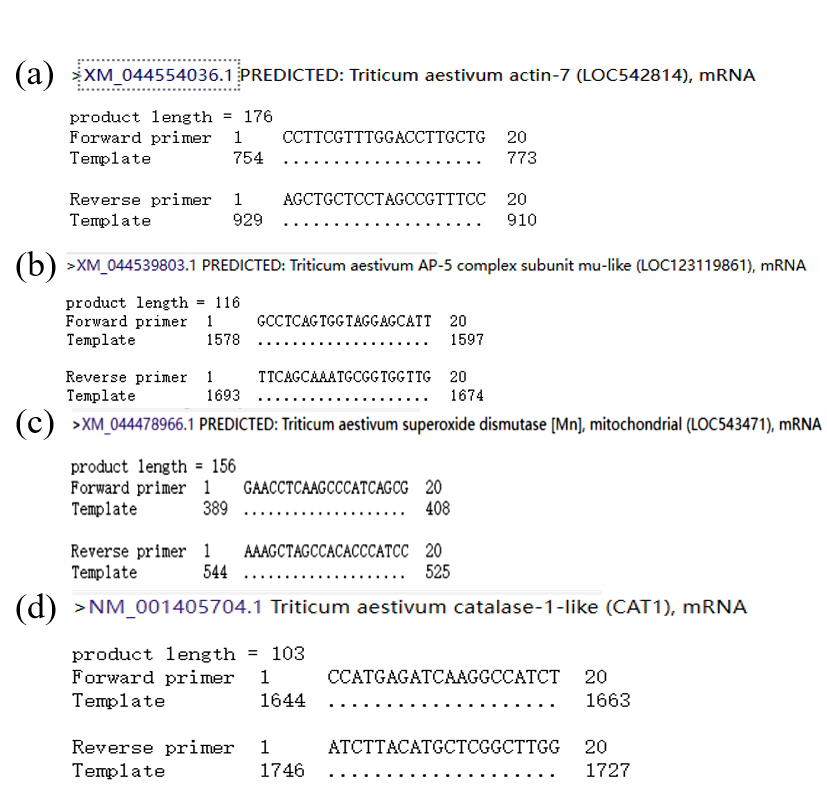 (a) >XM_044554036.1 PREDICTED: Triticum aestivum actin-7 (LOC542814), mRNA
product length = 176
Forward primer 1 CCTTCGTTTGGACCTTGCTG 20
Template 754 .................... 773
Reverse primer 1 AGCTGCTCCTAGCCGTTTCC 20
Template 929 .................... 910
(b) >XM_044539803.1 PREDICTED: Triticum aestivum AP-5 complex subunit mu-like (LOC123119861), mRNA
product length = 116
Forward primer 1 GCCTCAGTGGTAGGAGCATT 20
Template 1578 .................... 1597
Reverse primer 1 TTCAGCAAATGCGGTGGTTG 20
Template 1693 .................... 1674
(c) >XM_044478966.1 PREDICTED: Triticum aestivum superoxide dismutase [Mn], mitochondrial (LOC543471), mRNA
product length = 156
Forward primer 1 GAACCTCAAGCCCATCAGCG 20
Template 389 .................... 408
Reverse primer 1 AAAGCTAGCCACACCCATCC 20
Template 544 .................... 525
(d) >NM_001405704.1 Triticum aestivum catalase-1-like (CAT1), mRNA
product length = 103
Forward primer 1 CCATGAGATCAAGGCCATCT 20
Template 1644 .................... 1663
Reverse primer 1 ATCTTACATGCTCGGCTTGG 20
Template 1746 .................... 1727